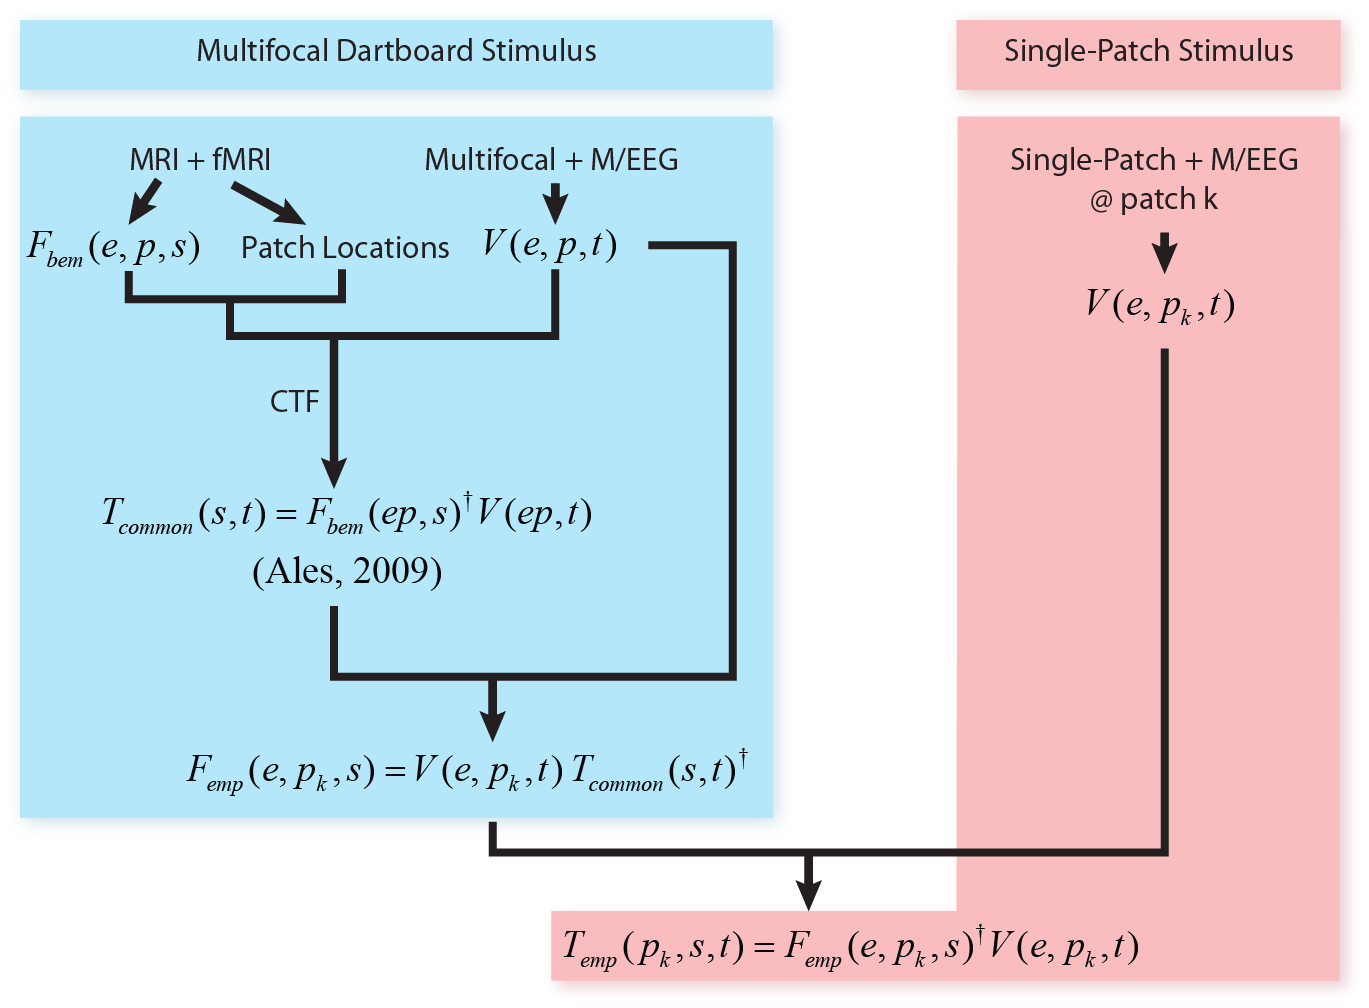 Multifocal Dartboard Stimulus
Single-Patch Stimulus
MRI + fMRI
Multifocal + M/EEG
Single-Patch + M/EEG
@ patch k
F_bem(e, p, s)
Patch Locations
V(e, p, t)
V(e, p_k, t)
CTF
T_common(s, t) = F_bem(ep, s)^† V(ep, t)
(Ales, 2009)
F_emp(e, p_k, s) = V(e, p_k, t) T_common(s, t)^†
T_emp(p_k, s, t) = F_emp(e, p_k, s)^† V(e, p_k, t)